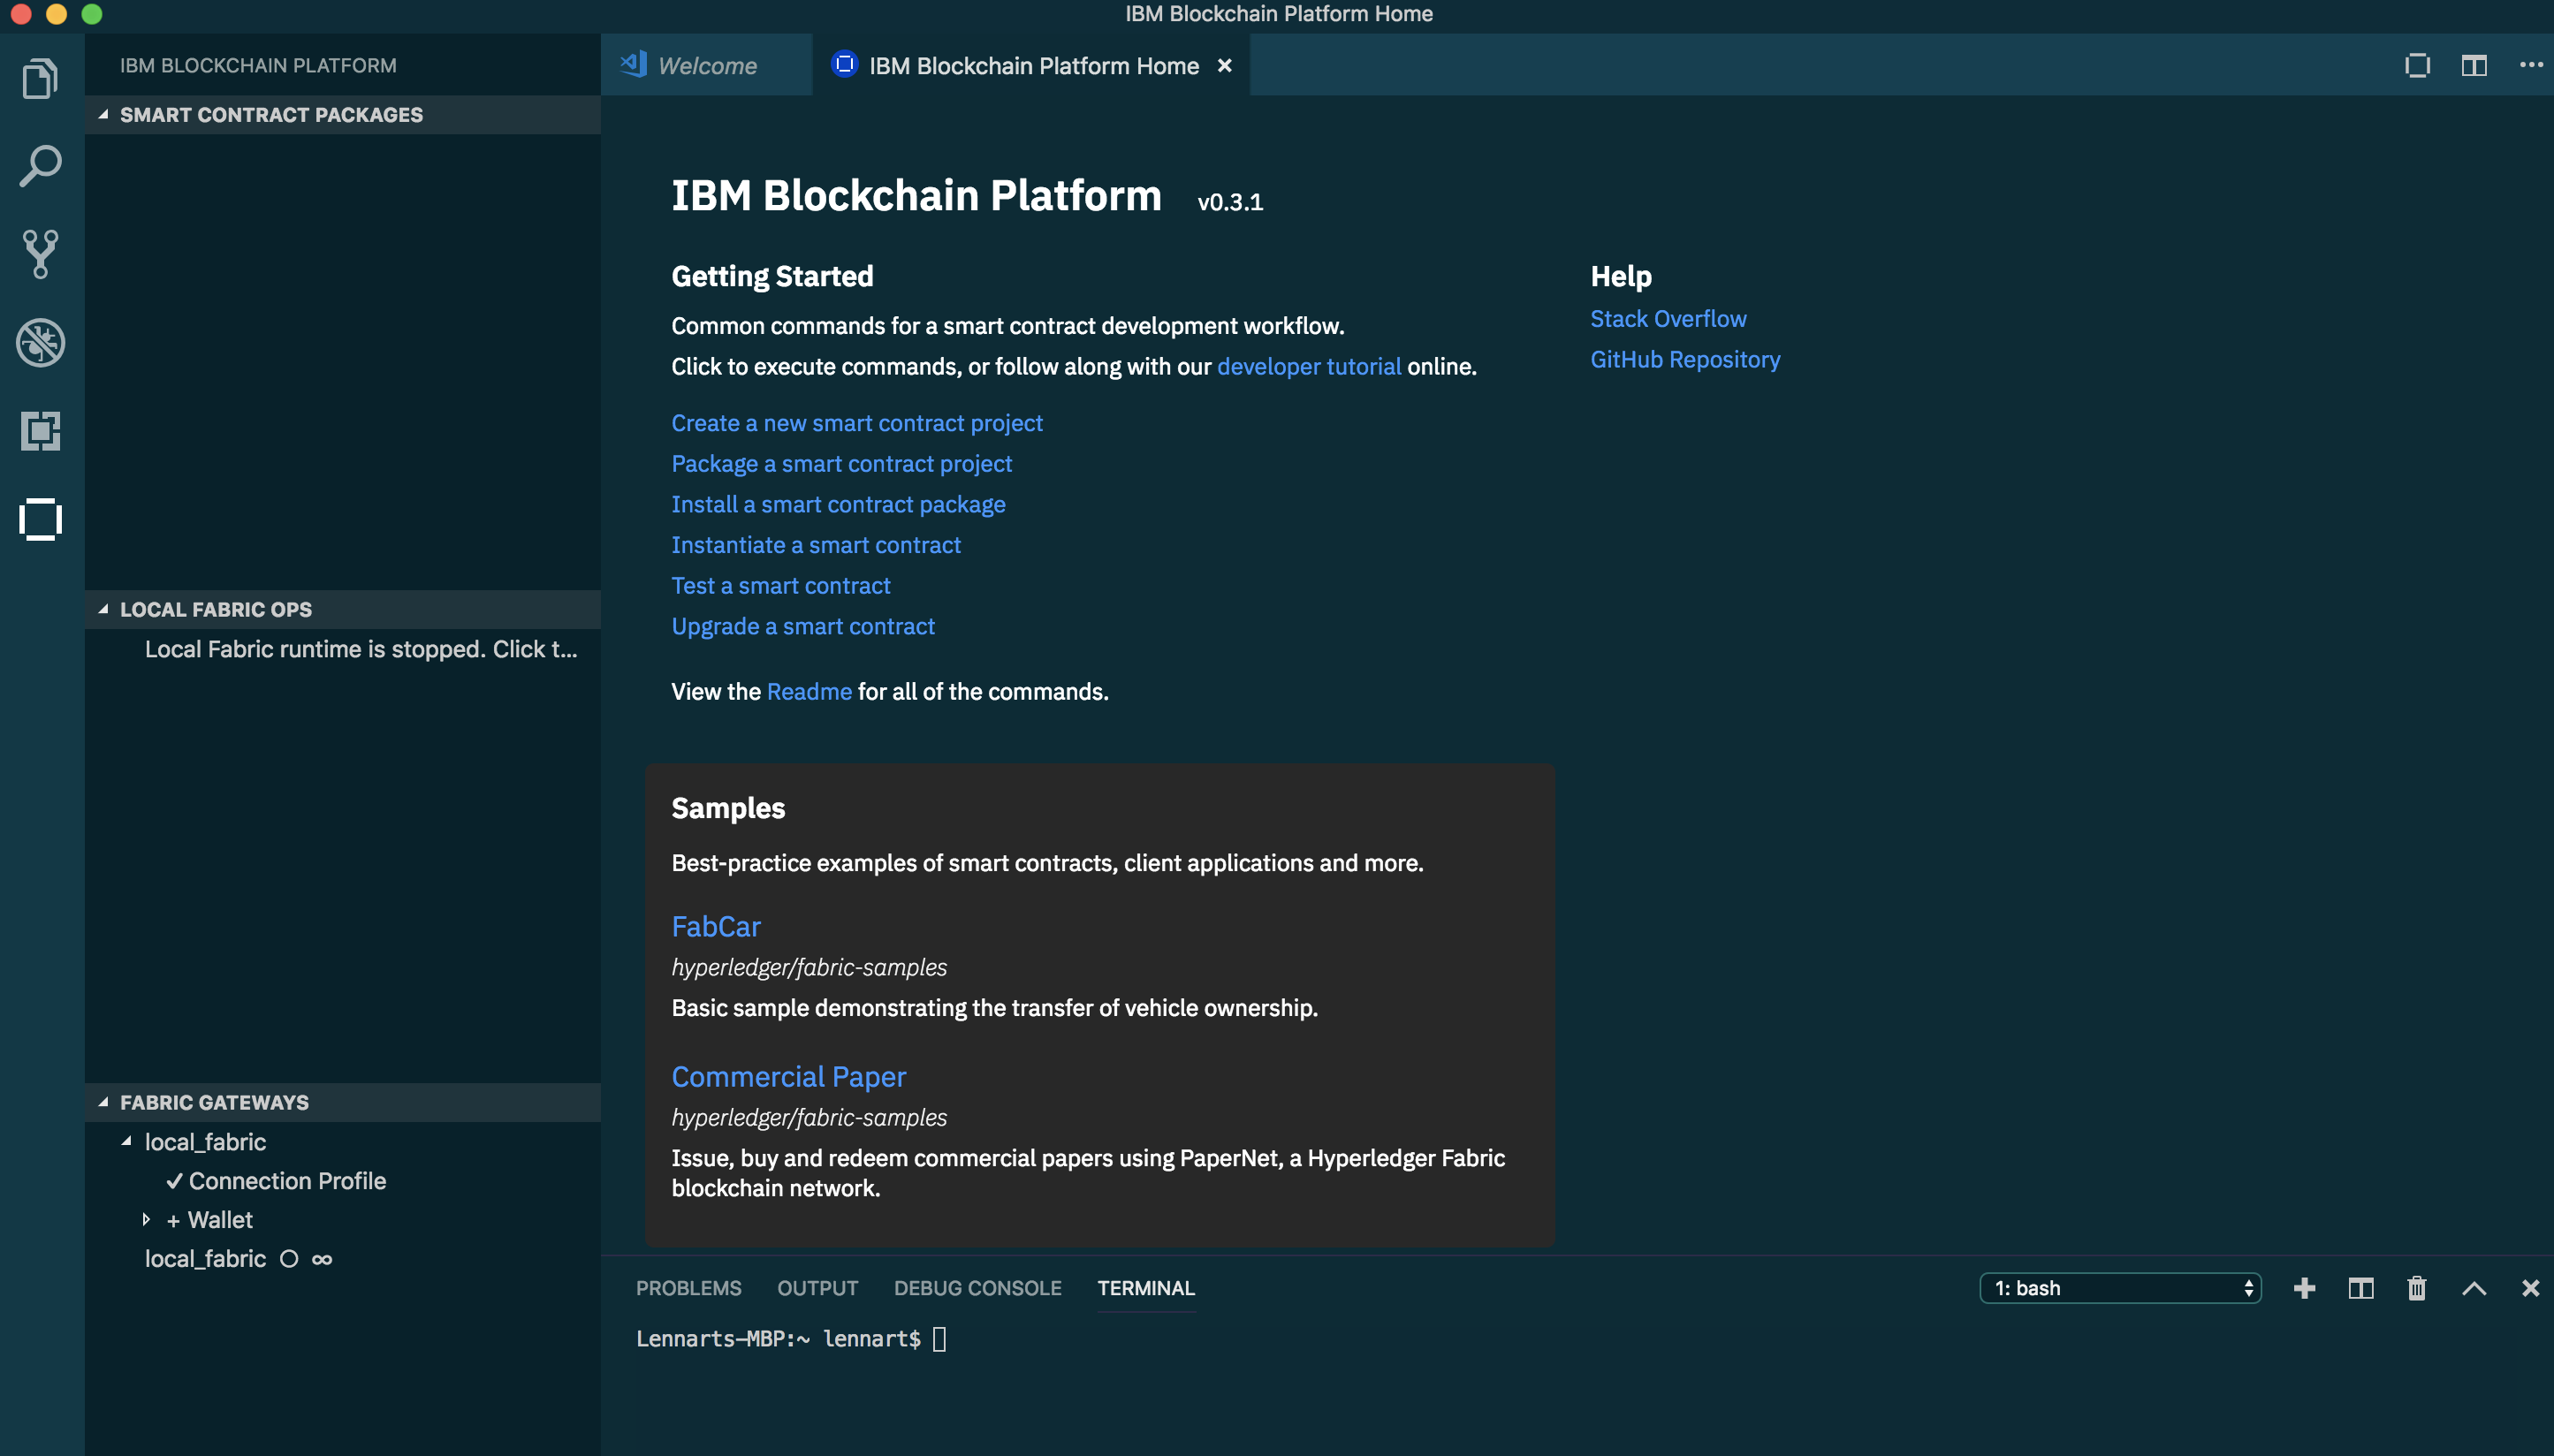 IBM Blockchain Platform Home
IBM BLOCKCHAIN PLATFORM
SMART CONTRACT PACKAGES
LOCAL FABRIC OPS
Local Fabric runtime is stopped. Click t...
FABRIC GATEWAYS
local_fabric
✓ Connection Profile
+ Wallet
local_fabric ○ ∞
Welcome
IBM Blockchain Platform Home ×
IBM Blockchain Platform v0.3.1
Getting Started
Common commands for a smart contract development workflow.
Click to execute commands, or follow along with our developer tutorial online.
Create a new smart contract project
Package a smart contract project
Install a smart contract package
Instantiate a smart contract
Test a smart contract
Upgrade a smart contract
View the Readme for all of the commands.
Help
Stack Overflow
GitHub Repository
Samples
Best-practice examples of smart contracts, client applications and more.
FabCar
hyperledger/fabric-samples
Basic sample demonstrating the transfer of vehicle ownership.
Commercial Paper
hyperledger/fabric-samples
Issue, buy and redeem commercial papers using PaperNet, a Hyperledger Fabric
blockchain network.
PROBLEMS OUTPUT DEBUG CONSOLE TERMINAL 1: bash
Lennarts-MBP:~ lennart$